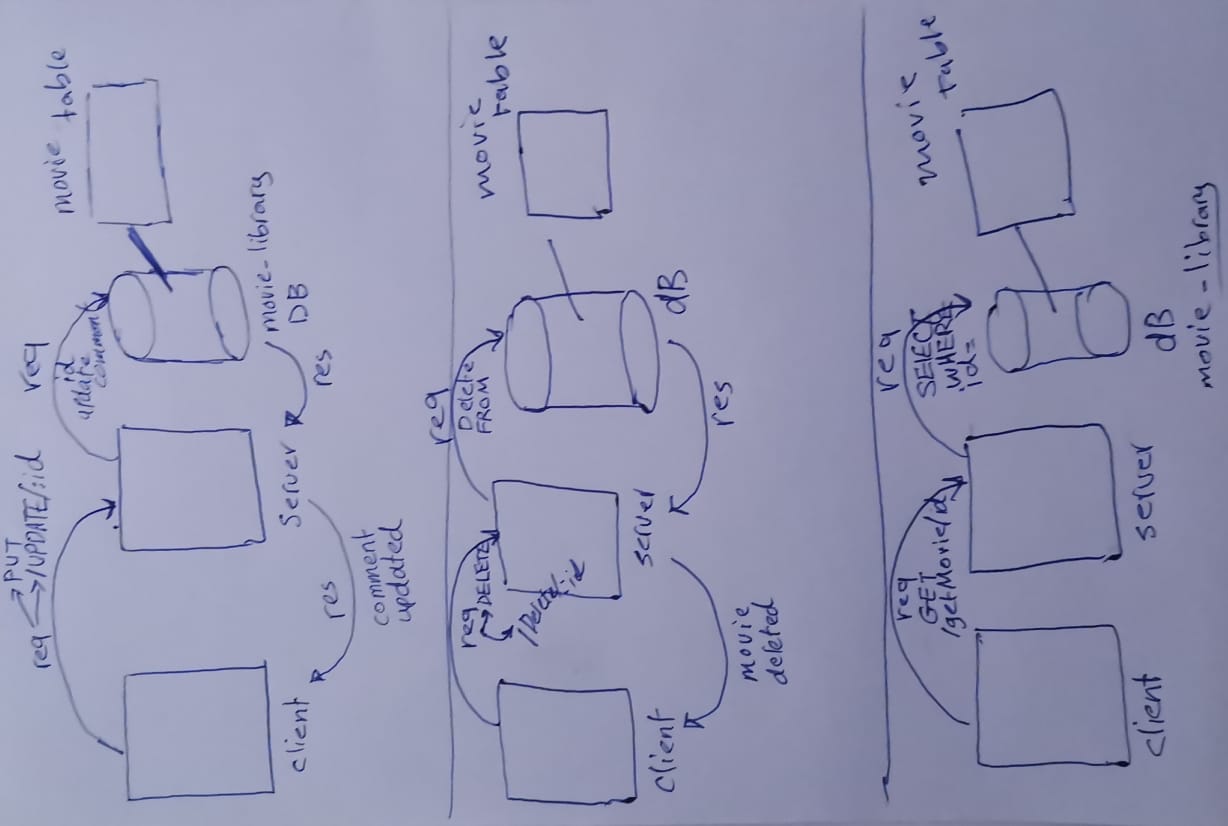 PUT
req /UPDATE/:id
req
id
update
common
movie table
client
server
movie-library
DB
res
res
comment
updated
req
DELETE
/Delete/:id
req
Delete
FROM
movie
table
client
server
dB
res
movie
deleted
req
GET
/getMovie/id
req
SElECT
WHERE
id=
movie
table
client
server
dB
movie-library